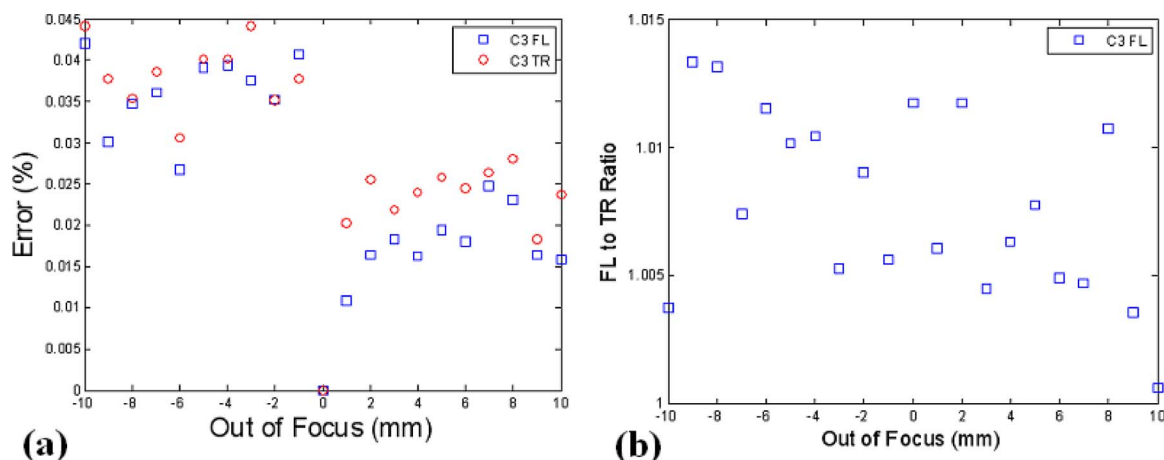 0.045
0.04
0.035
0.03
0.025
0.02
0.015
0.01
0.005
0
Error (%)
C3 FL
C3 TR
-10 -8 -6 -4 -2 0 2 4 6 8 10
Out of Focus (mm)
(a)
1.015
1.01
1.005
1
FL to TR Ratio
C3 FL
-10 -8 -6 -4 -2 0 2 4 6 8 10
Out of Focus (mm)
(b)